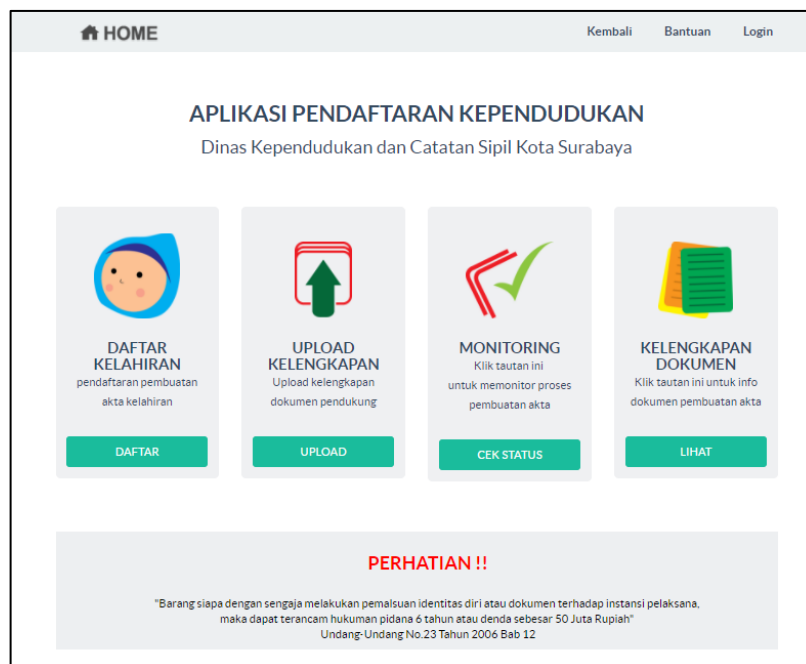 HOME
Kembali Bantuan Login
APLIKASI PENDAFTARAN KEPENDUDUKAN
Dinas Kependudukan dan Catatan Sipil Kota Surabaya
DAFTAR
KELAHIRAN
pendaftaran pembuatan
akta kelahiran
DAFTAR
UPLOAD
KELENGKAPAN
Upload kelengkapan
dokumen pendukung
UPLOAD
MONITORING
Klik tautan ini
untuk memonitor proses
pembuatan akta
CEK STATUS
KELENGKAPAN
DOKUMEN
Klik tautan ini untuk info
dokumen pembuatan akta
LIHAT
PERHATIAN !!
"Barang siapa dengan sengaja melakukan pemalsuan identitas diri atau dokumen terhadap instansi pelaksana,
maka dapat terancam hukuman pidana 6 tahun atau denda sebesar 50 Juta Rupiah"
Undang-Undang No.23 Tahun 2006 Bab 12